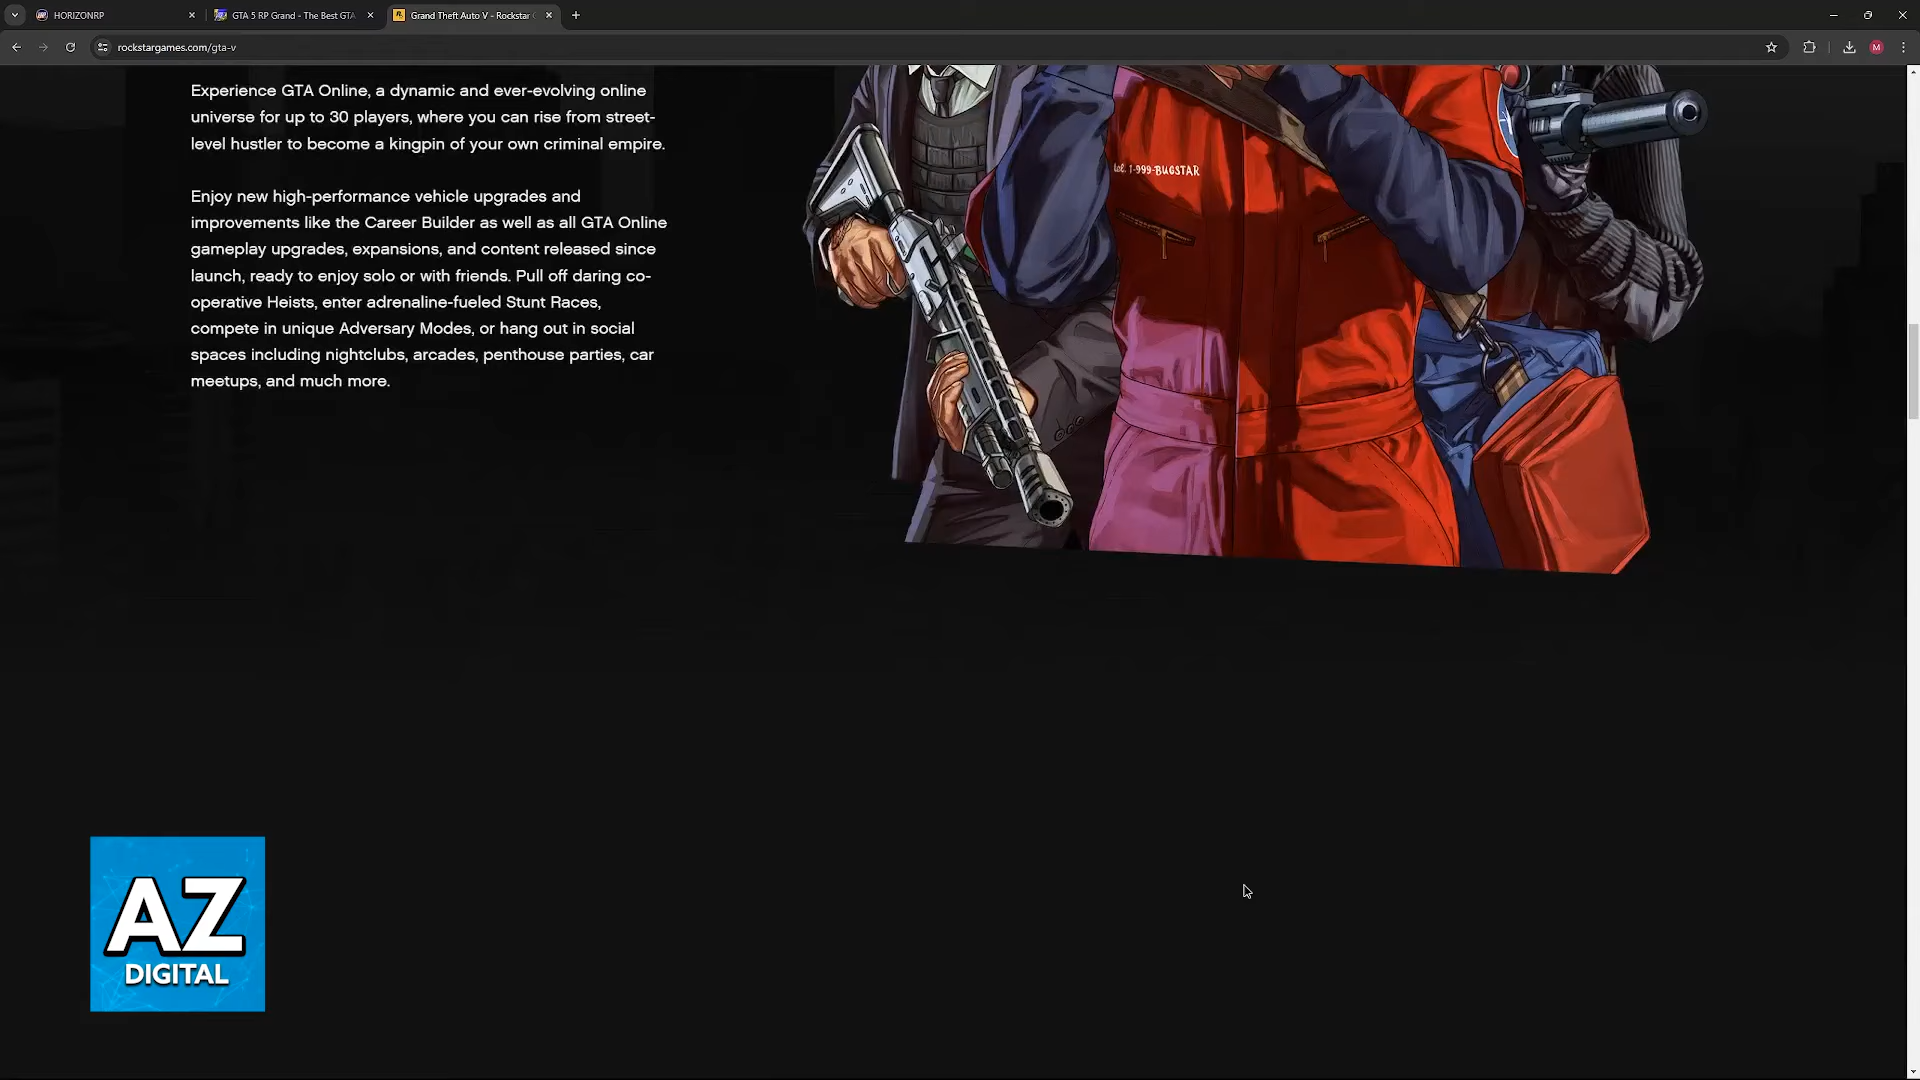 HORIZONRP
GTA 5 RP Grand - The Best GTA
Grand Theft Auto V - Rockstar
rockstargames.com/gta-v
M
Experience GTA Online, a dynamic and ever-evolving online
universe for up to 30 players, where you can rise from street-
level hustler to become a kingpin of your own criminal empire.
Enjoy new high-performance vehicle upgrades and
improvements like the Career Builder as well as all GTA Online
gameplay upgrades, expansions, and content released since
launch, ready to enjoy solo or with friends. Pull off daring co-
operative Heists, enter adrenaline-fueled Stunt Races,
compete in unique Adversary Modes, or hang out in social
spaces including nightclubs, arcades, penthouse parties, car
meetups, and much more.
1-999-BUGSTAR
AZ
DIGITAL